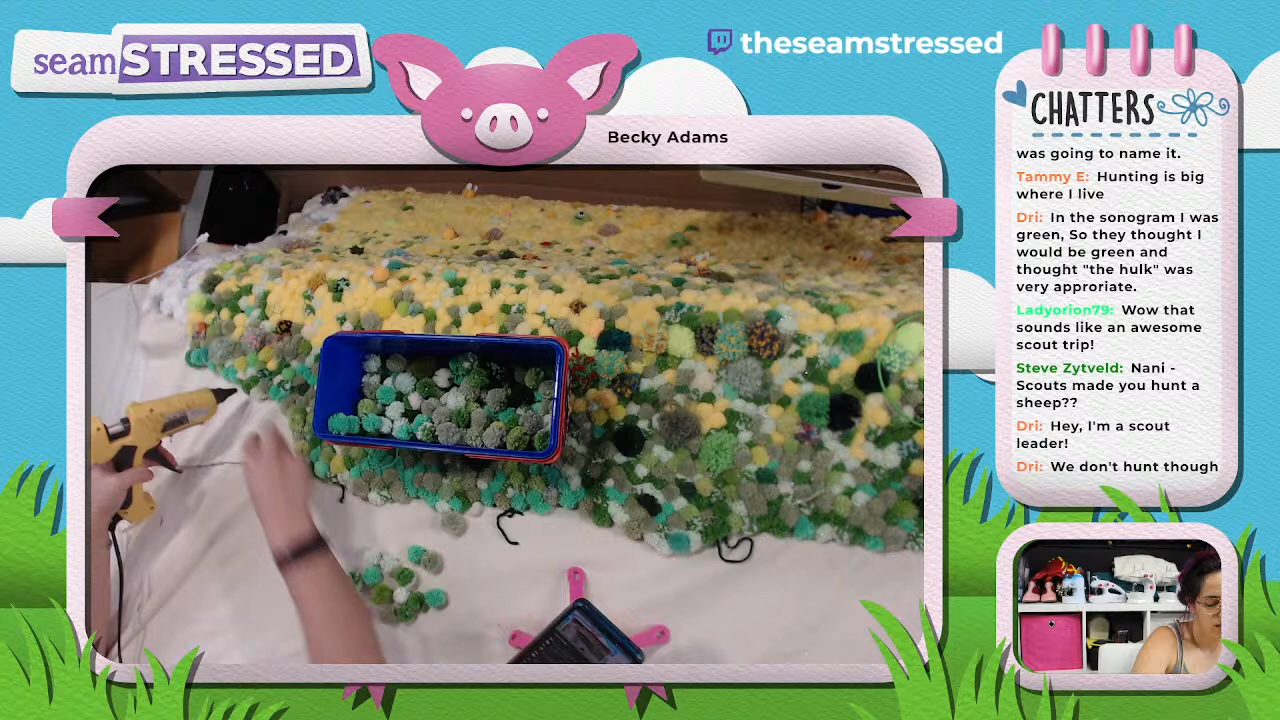 seamSTRESSED
theseamstressed
Becky Adams
CHATTERS
was going to name it.
Tammy E: Hunting is big
where I live
Dri: In the sonogram I was
green, So they thought I
would be green and
thought "the hulk" was
very approriate.
Ladyorion79: Wow that
sounds like an awesome
scout trip!
Steve Zytveld: Nani -
Scouts made you hunt a
sheep??
Dri: Hey, I'm a scout
leader!
Dri: We don't hunt though